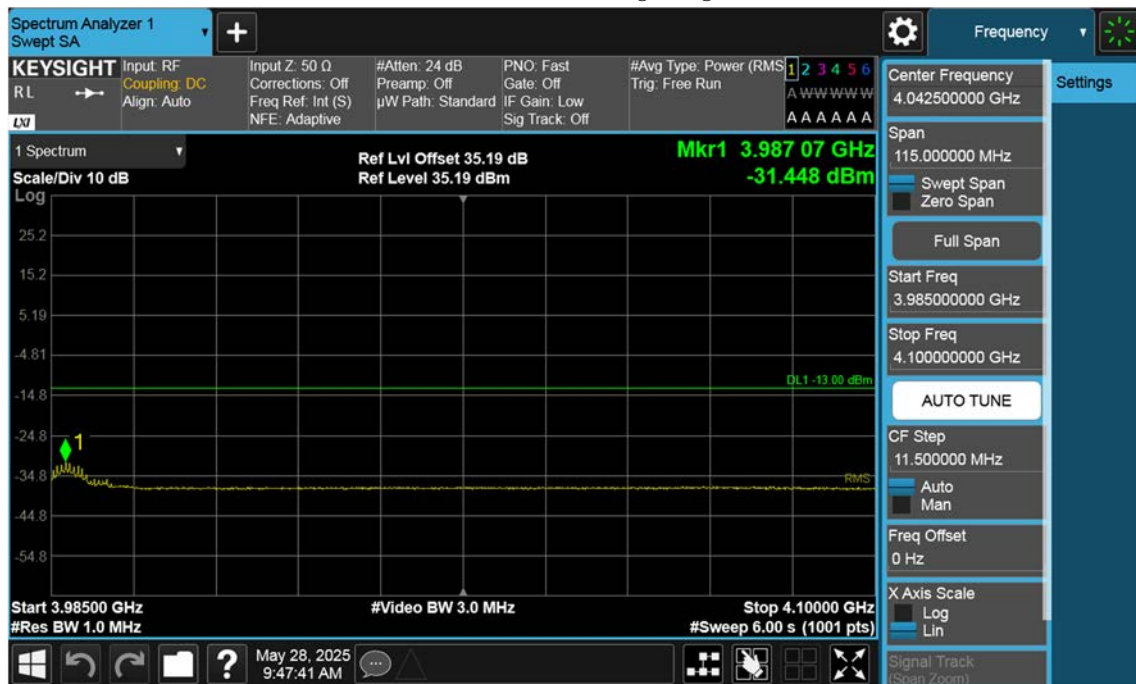 Spectrum Analyzer 1
Swept SA
+
Frequency
KEYSIGHT
RL
LXI
Input: RF
Coupling: DC
Align: Auto
Input Z: 50 Ω
Corrections: Off
Freq Ref: Int (S)
NFE: Adaptive
#Atten: 24 dB
Preamp: Off
µW Path: Standard
PNO: Fast
Gate: Off
IF Gain: Low
Sig Track: Off
#Avg Type: Power (RMS
Trig: Free Run
1 2 3 4 5 6
A W W W W W
A A A A A A
1 Spectrum
Scale/Div 10 dB
Ref Lvl Offset 35.19 dB
Ref Level 35.19 dBm
Mkr1 3.987 07 GHz
-31.448 dBm
Log
25.2
15.2
5.19
-4.81
DL1 -13.00 dBm
-14.8
-24.8
1
-34.8
RMS
-44.8
-54.8
Start 3.98500 GHz
#Res BW 1.0 MHz
#Video BW 3.0 MHz
Stop 4.10000 GHz
#Sweep 6.00 s (1001 pts)
?
May 28, 2025
9:47:41 AM
Center Frequency
4.042500000 GHz
Span
115.000000 MHz
Swept Span
Zero Span
Full Span
Start Freq
3.985000000 GHz
Stop Freq
4.100000000 GHz
AUTO TUNE
CF Step
11.500000 MHz
Auto
Man
Freq Offset
0 Hz
X Axis Scale
Log
Lin
Signal Track
(Span Zoom)
Settings